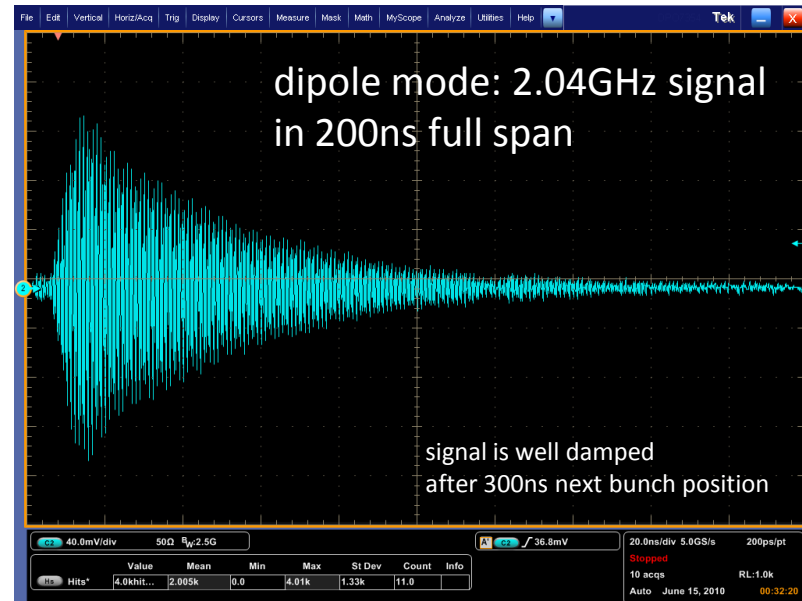 File Edit Vertical Horiz/Acq Trig Display Cursors Measure Mask Math MyScope Analyze Utilities Help Tek X
dipole mode: 2.04GHz signal
in 200ns full span
2
signal is well damped
after 300ns next bunch position
C2 40.0mV/div 50Ω BW:2.5G
A' C2 36.8mV
20.0ns/div 5.0GS/s 200ps/pt
Stopped
10 acqs RL:1.0k
Auto June 15, 2010 00:32:20
Value Mean Min Max St Dev Count Info
Hs Hits* 4.0khit... 2.005k 0.0 4.01k 1.33k 11.0